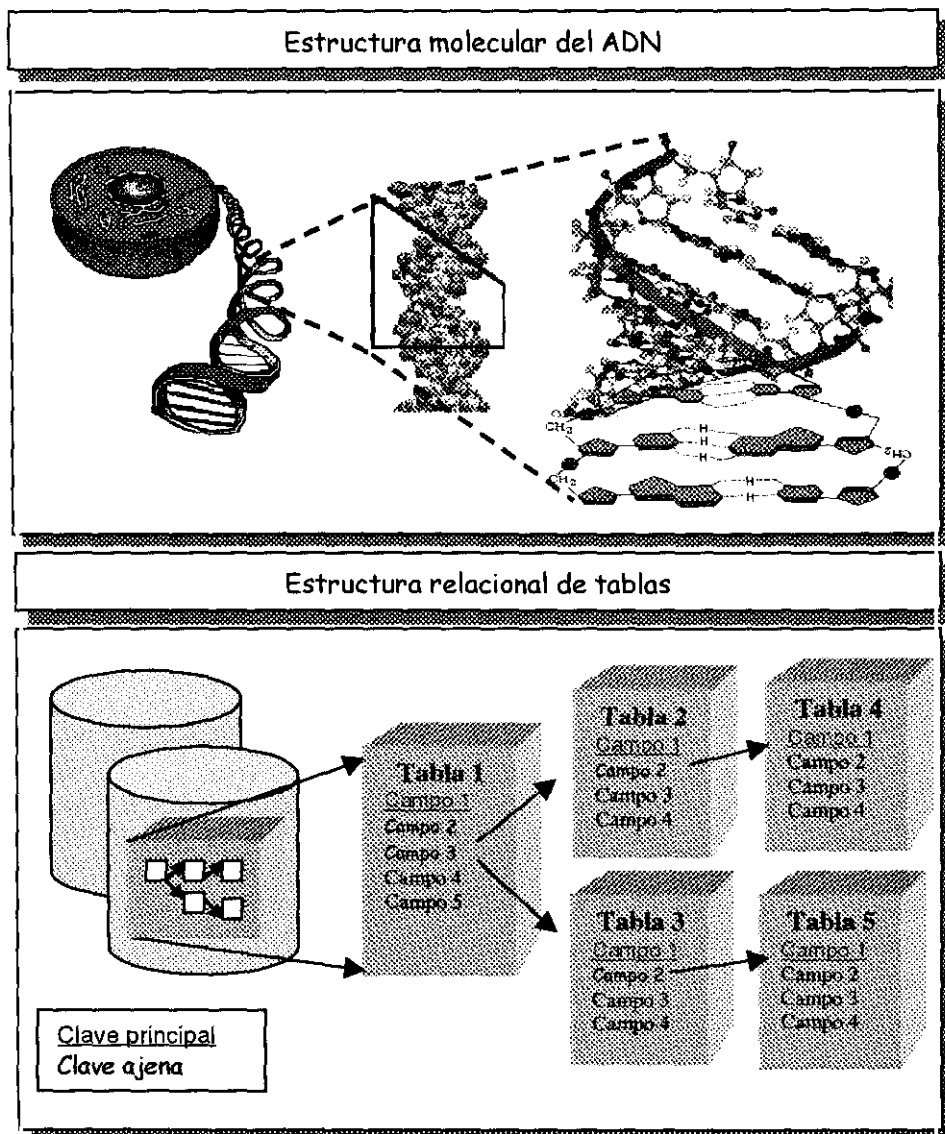 Estructura molecular del ADN
H
CH2
H
H
CH2
H
CH2
H
Estructura relacional de tablas
Tabla 1
Campo 1
Campo 2
Campo 3
Campo 4
Campo 5
Tabla 2
Campo 1
Campo 2
Campo 3
Campo 4
Tabla 4
Campo 1
Campo 2
Campo 3
Campo 4
Tabla 3
Campo 1
Campo 2
Campo 3
Campo 4
Tabla 5
Campo 1
Campo 2
Campo 3
Campo 4
Clave principal
Clave ajena